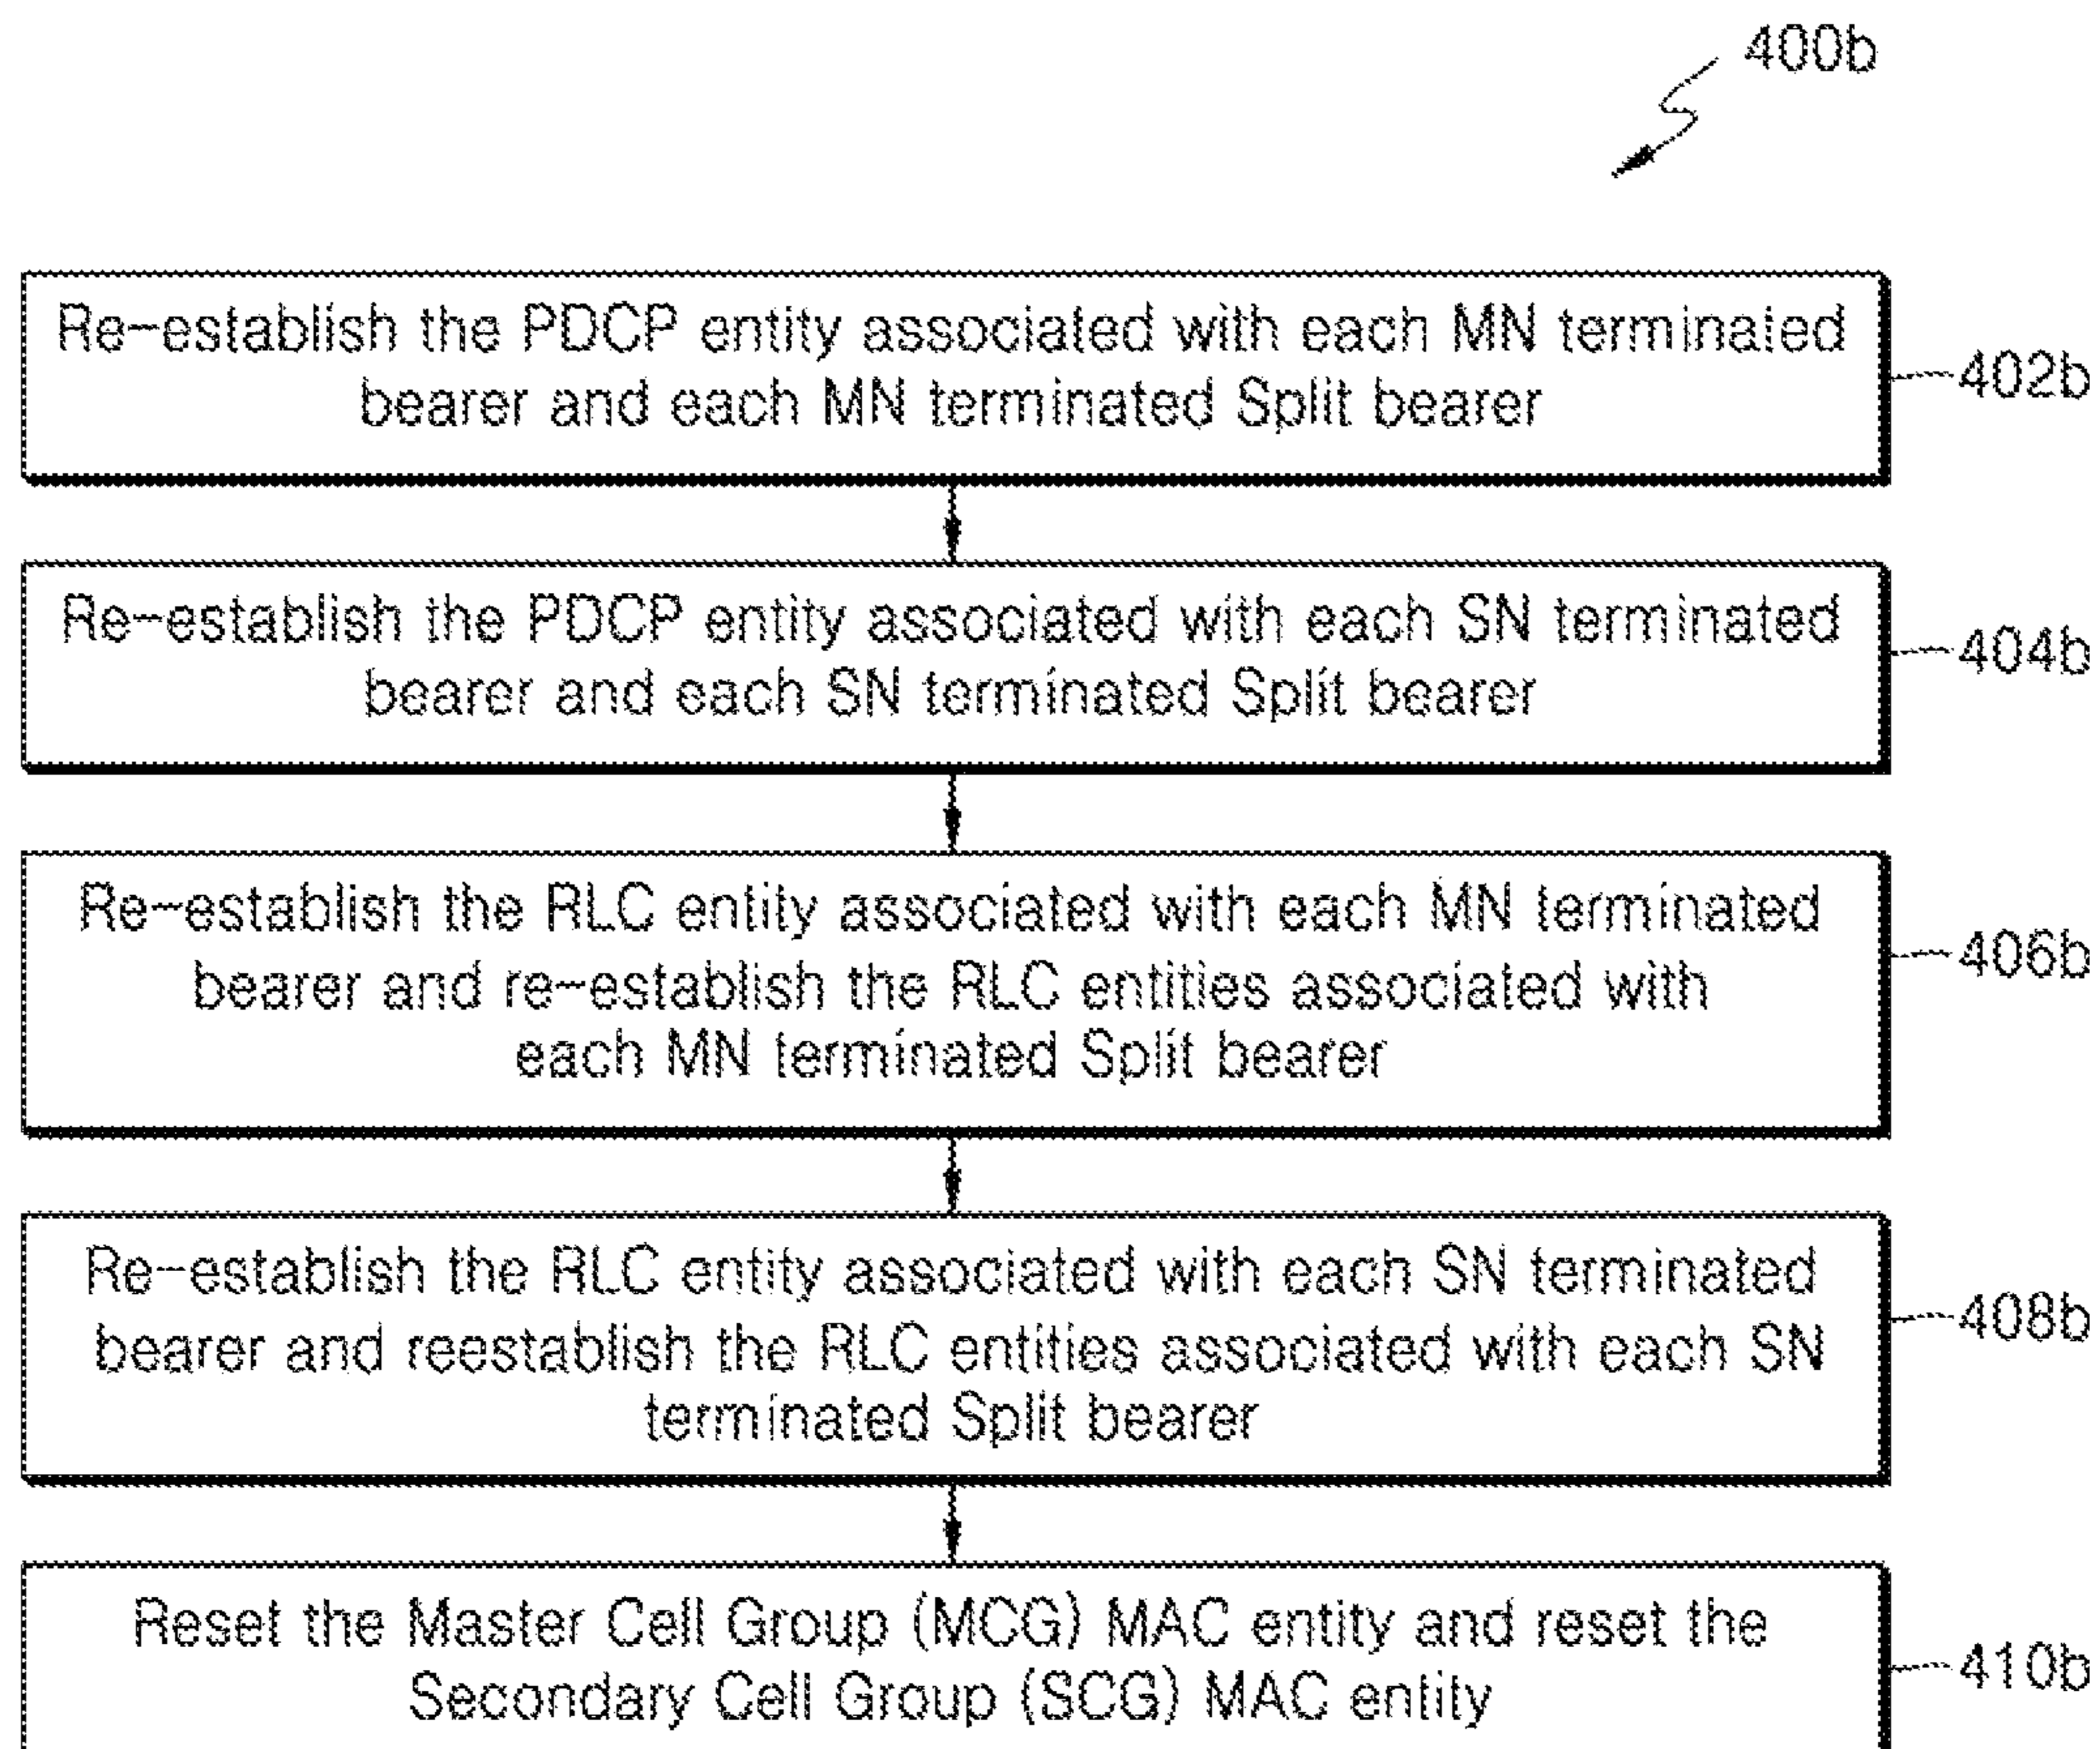 400b
Re-establish the PDCP entity associated with each MN terminated
bearer and each MN terminated Split bearer
402b
Re-establish the PDCP entity associated with each SN terminated
bearer and each SN terminated Split bearer
404b
Re-establish the RLC entity associated with each MN terminated
bearer and re-establish the RLC entities associated with
each MN terminated Split bearer
406b
Re-establish the RLC entity associated with each SN terminated
bearer and reestablish the RLC entities associated with each SN
terminated Split bearer
408b
Reset the Master Cell Group (MCG) MAC entity and reset the
Secondary Cell Group (SCG) MAC entity
410b